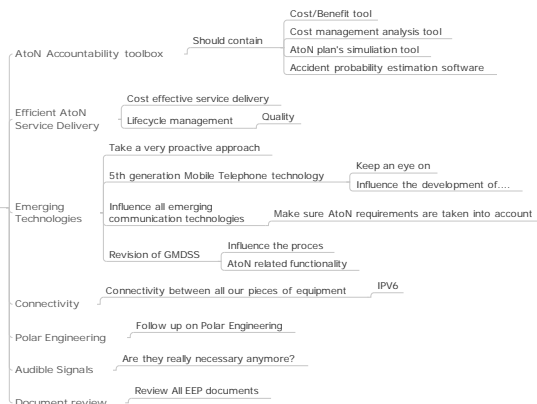 AtoN Accountability toolbox
Should contain
Cost/Benefit tool
Cost management analysis tool
AtoN plan's simuliation tool
Accident probability estimation software
Efficient AtoN
Service Delivery
Cost effective service delivery
Lifecycle management
Quality
Emerging
Technologies
Take a very proactive approach
5th generation Mobile Telephone technology
Keep an eye on
Influence the development of....
Influence all emerging
communication technologies
Make sure AtoN requirements are taken into account
Revision of GMDSS
Influence the proces
AtoN related functionality
Connectivity
Connectivity between all our pieces of equipment
IPV6
Polar Engineering
Follow up on Polar Engineering
Audible Signals
Are they really necessary anymore?
Document review
Review All EEP documents